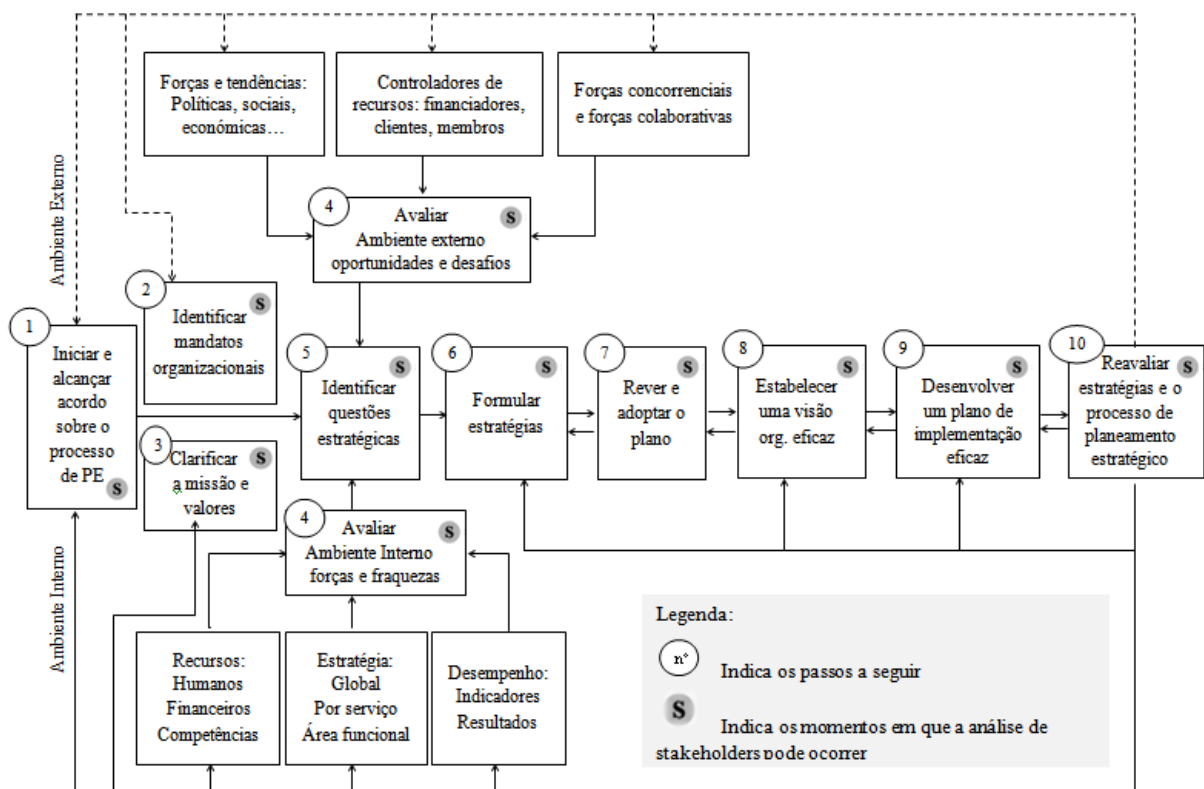 Forças e tendências:
Políticas, sociais,
económicas…
Controladores de
recursos: financiadores,
clientes, membros
Forças concorrenciais
e forças colaborativas
Ambiente Externo
4
S
Avaliar
Ambiente externo
oportunidades e desafios
2
S
Identificar
mandatos
organizacionais
1
Iniciar e
alcançar
acordo
sobre o
processo
de PE
S
5
S
Identificar
questões
estratégicas
6
S
Formular
estratégias
7
S
Rever e
adoptar o
plano
8
S
Estabelecer
uma visão
org. eficaz
9
S
Desenvolver
um plano de
implementação
eficaz
10
S
Reavaliar
estratégias e o
processo de
planeamento
estratégico
3
S
Clarificar
a missão e
valores
Ambiente Interno
4
S
Avaliar
Ambiente Interno
forças e fraquezas
Recursos:
Humanos
Financeiros
Competências
Estratégia:
Global
Por serviço
Área funcional
Desempenho:
Indicadores
Resultados
Legenda:
nº Indica os passos a seguir
S Indica os momentos em que a análise de
stakeholders pode ocorrer